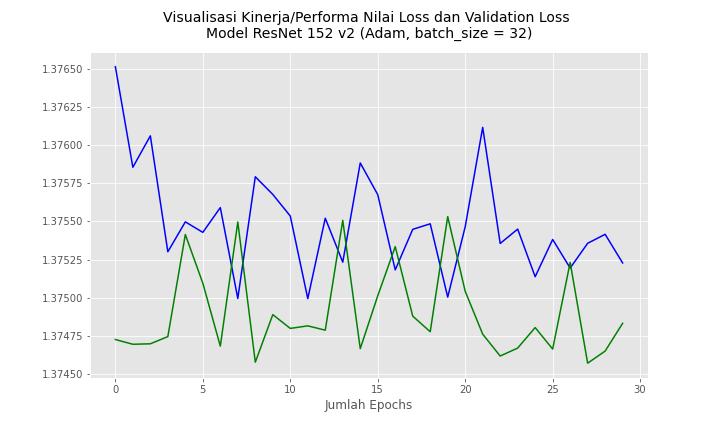 Visualisasi Kinerja/Performa Nilai Loss dan Validation Loss
Model ResNet 152 v2 (Adam, batch_size = 32)
1.37650
1.37625
1.37600
1.37575
1.37550
1.37525
1.37500
1.37475
1.37450
0 5 10 15 20 25 30
Jumlah Epochs